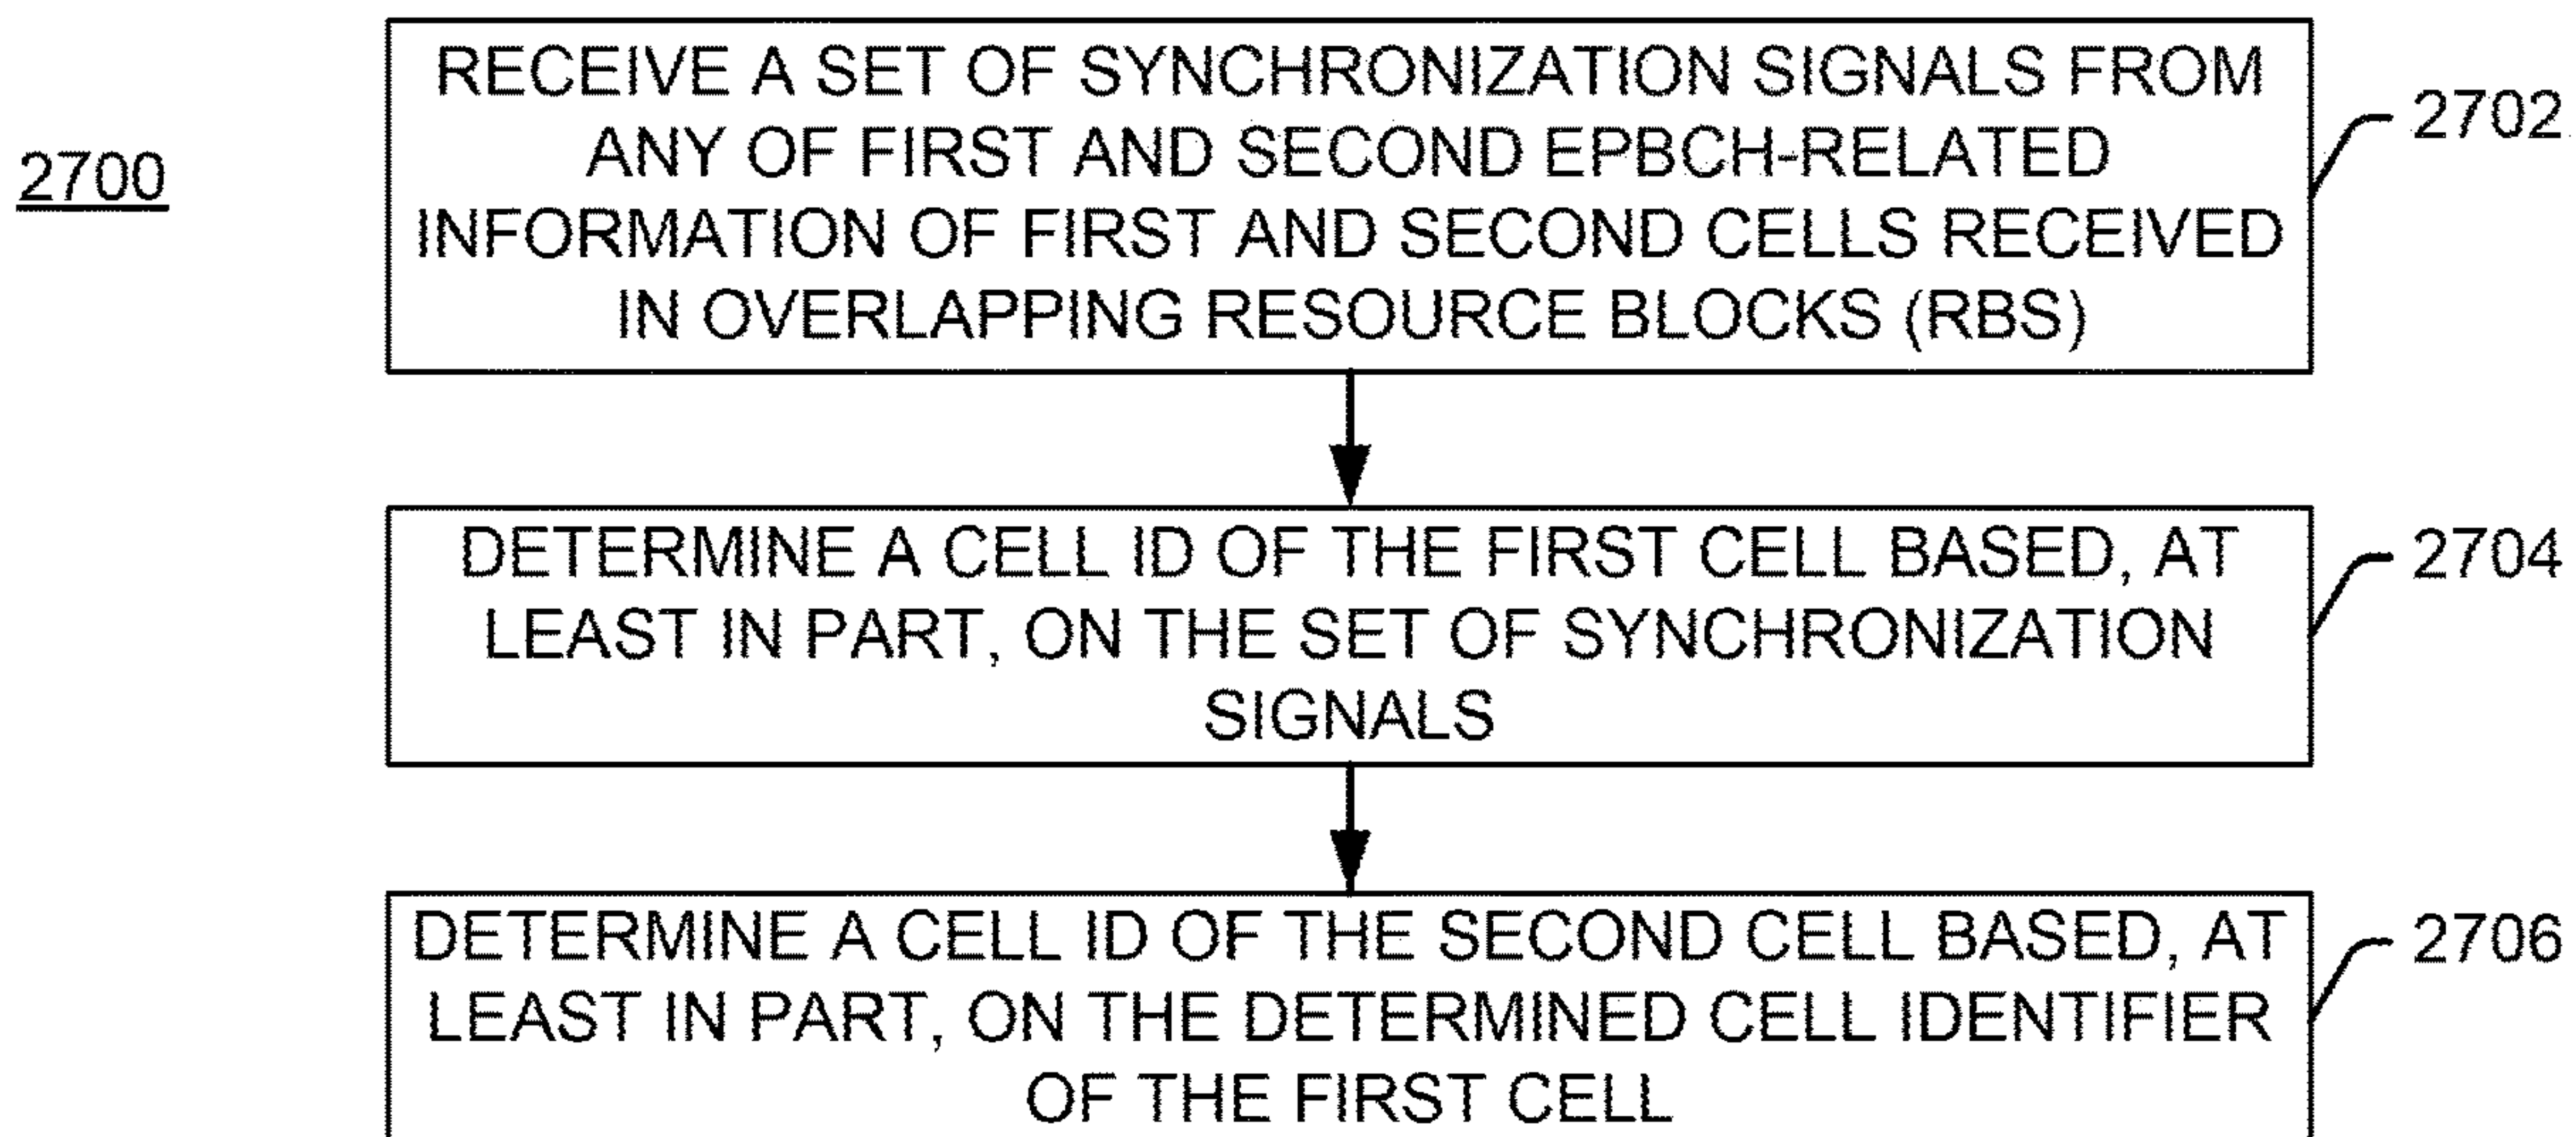 2700
RECEIVE A SET OF SYNCHRONIZATION SIGNALS FROM
ANY OF FIRST AND SECOND EPBCH-RELATED
INFORMATION OF FIRST AND SECOND CELLS RECEIVED
IN OVERLAPPING RESOURCE BLOCKS (RBS)
2702
DETERMINE A CELL ID OF THE FIRST CELL BASED, AT
LEAST IN PART, ON THE SET OF SYNCHRONIZATION
SIGNALS
2704
DETERMINE A CELL ID OF THE SECOND CELL BASED, AT
LEAST IN PART, ON THE DETERMINED CELL IDENTIFIER
OF THE FIRST CELL
2706